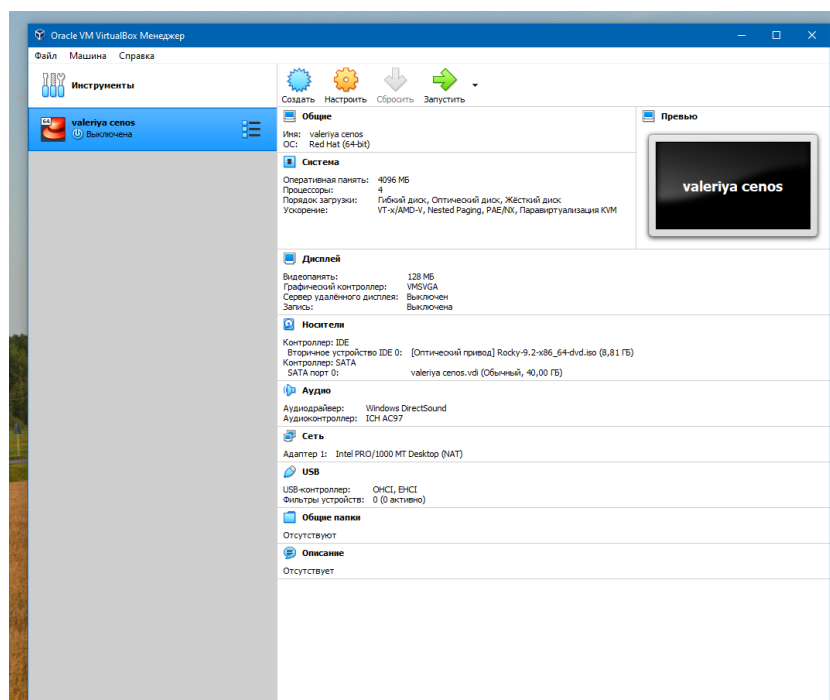 Oracle VM VirtualBox Менеджер
Файл Машина Справка
Инструменты
Создать Настроить Сбросить Запустить
64
valeriya cenos
Выключена
Общие
Имя: valeriya cenos
ОС: Red Hat (64-bit)
Превью
valeriya cenos
Система
Оперативная память: 4096 МБ
Процессоры: 4
Порядок загрузки: Гибкий диск, Оптический диск, Жёсткий диск
Ускорение: VT-x/AMD-V, Nested Paging, PAE/NX, Паравиртуализация KVM
Дисплей
Видеопамять: 128 МБ
Графический контроллер: VMSVGA
Сервер удалённого дисплея: Выключен
Запись: Выключена
Носители
Контроллер: IDE
Вторичное устройство IDE 0: [Оптический привод] Rocky-9.2-x86_64-dvd.iso (8,81 ГБ)
Контроллер: SATA
SATA порт 0: valeriya cenos.vdi (Обычный, 40,00 ГБ)
Аудио
Аудиодрайвер: Windows DirectSound
Аудиоконтроллер: ICH AC97
Сеть
Адаптер 1: Intel PRO/1000 MT Desktop (NAT)
USB
USB-контроллер: OHCI, EHCI
Фильтры устройств: 0 (0 активно)
Общие папки
Отсутствуют
Описание
Отсутствует